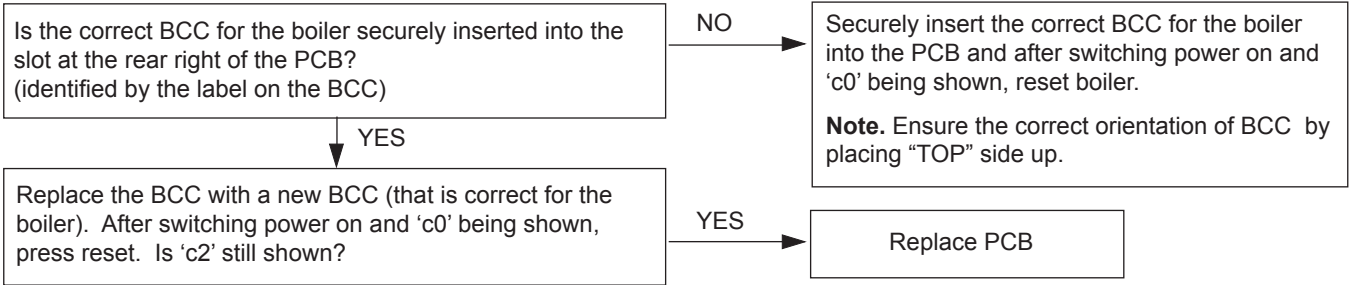 Is the correct BCC for the boiler securely inserted into the
slot at the rear right of the PCB?
(identified by the label on the BCC)
NO
Securely insert the correct BCC for the boiler
into the PCB and after switching power on and
‘c0’ being shown, reset boiler.
Note. Ensure the correct orientation of BCC by
placing “TOP” side up.
YES
Replace the BCC with a new BCC (that is correct for the
boiler). After switching power on and ‘c0’ being shown,
press reset. Is ‘c2’ still shown?
YES
Replace PCB